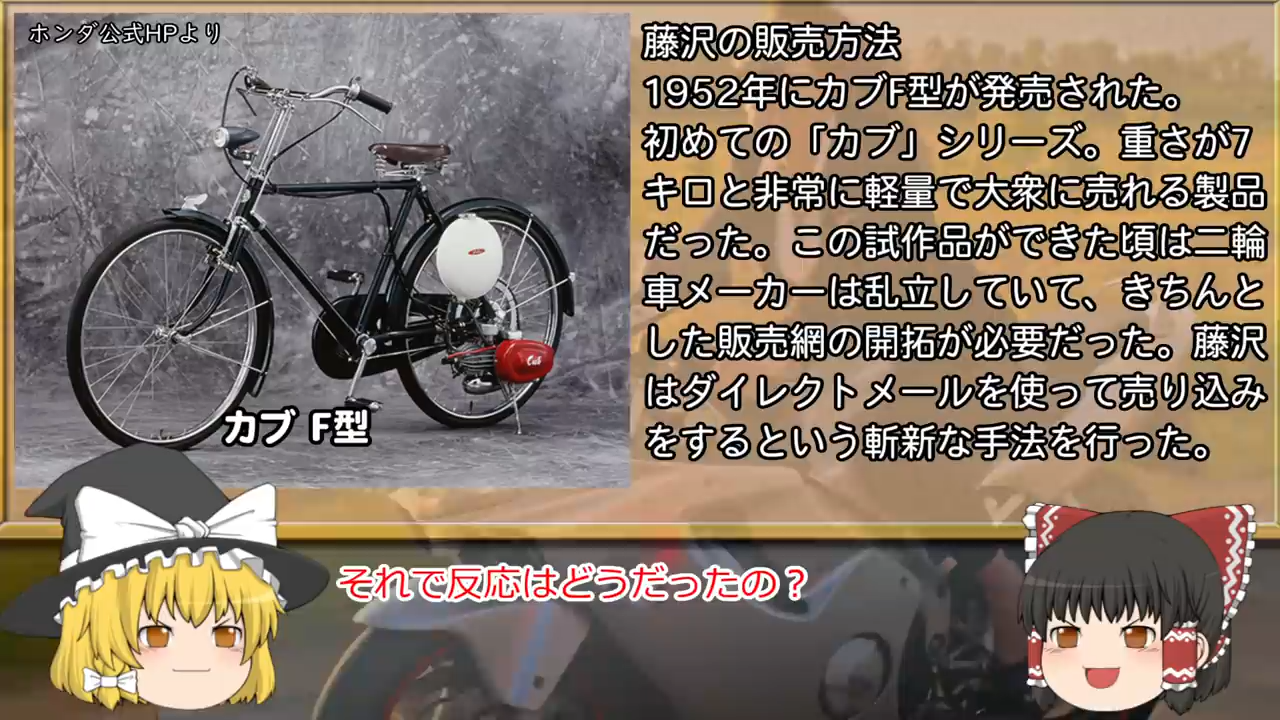 ホンダ公式HPより
藤沢の販売方法
1952年にカブF型が発売された。
初めての「カブ」シリーズ。重さが7
キロと非常に軽量で大衆に売れる製品
だった。この試作品ができた頃は二輪
車メーカーは乱立していて、きちんと
した販売網の開拓が必要だった。藤沢
はダイレクトメールを使って売り込み
をするという斬新な手法を行った。
Cub
カブ F型
それで反応はどうだったの？